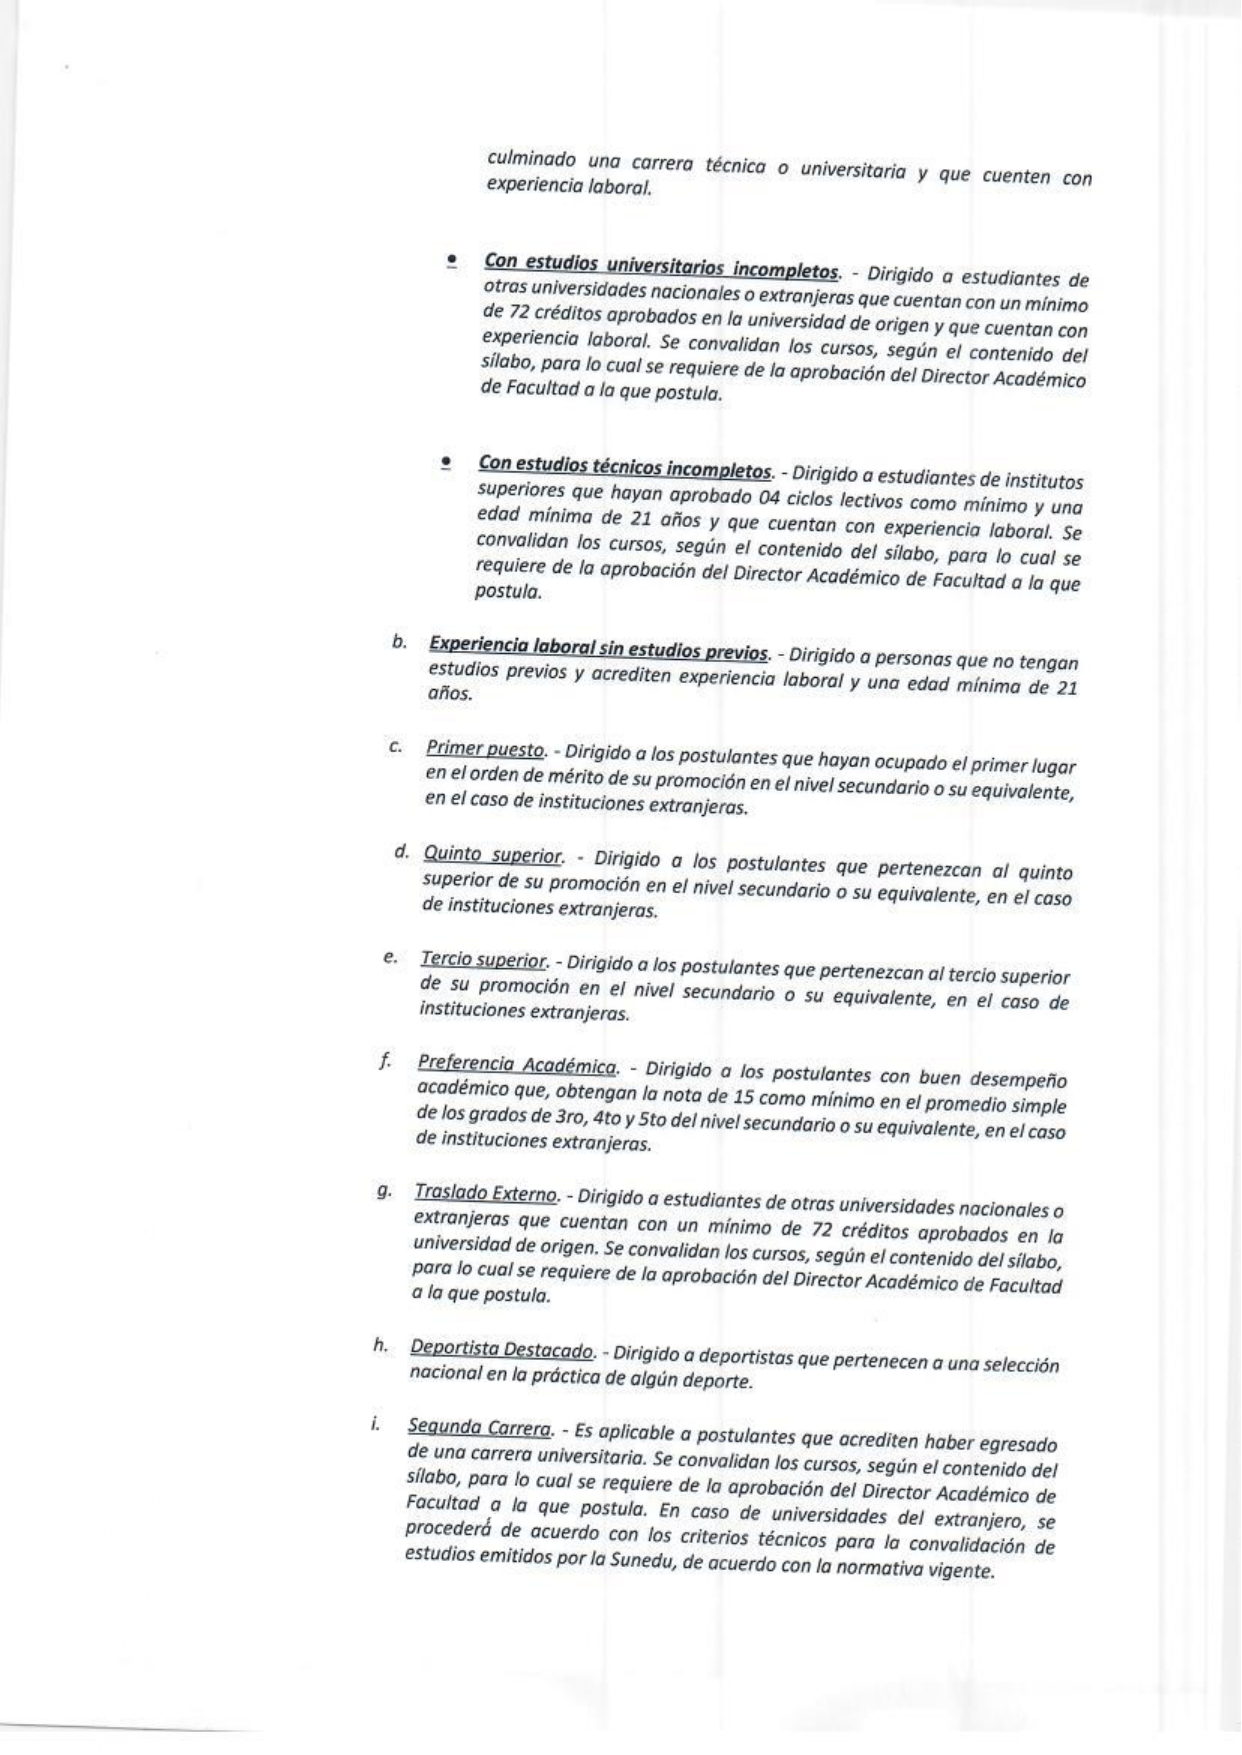 culminado una carrera técnica o universitaria y que cuenten con
experiencia laboral.
• Con estudios universitarios incompletos. - Dirigido a estudiantes de
otras universidades nacionales o extranjeras que cuentan con un mínimo
de 72 créditos aprobados en la universidad de origen y que cuentan con
experiencia laboral. Se convalidan los cursos, según el contenido del
sílabo, para lo cual se requiere de la aprobación del Director Académico
de Facultad a la que postula.
• Con estudios técnicos incompletos. - Dirigido a estudiantes de institutos
superiores que hayan aprobado 04 ciclos lectivos como mínimo y una
edad mínima de 21 años y que cuentan con experiencia laboral. Se
convalidan los cursos, según el contenido del sílabo, para lo cual se
requiere de la aprobación del Director Académico de Facultad a la que
postula.
b. Experiencia laboral sin estudios previos. - Dirigido a personas que no tengan
estudios previos y acrediten experiencia laboral y una edad mínima de 21
años.
c. Primer puesto. - Dirigido a los postulantes que hayan ocupado el primer lugar
en el orden de mérito de su promoción en el nivel secundario o su equivalente,
en el caso de instituciones extranjeras.
d. Quinto superior. - Dirigido a los postulantes que pertenezcan al quinto
superior de su promoción en el nivel secundario o su equivalente, en el caso
de instituciones extranjeras.
e. Tercio superior. - Dirigido a los postulantes que pertenezcan al tercio superior
de su promoción en el nivel secundario o su equivalente, en el caso de
instituciones extranjeras.
f. Preferencia Académica. - Dirigido a los postulantes con buen desempeño
académico que, obtengan la nota de 15 como mínimo en el promedio simple
de los grados de 3ro, 4to y 5to del nivel secundario o su equivalente, en el caso
de instituciones extranjeras.
g. Traslado Externo. - Dirigido a estudiantes de otras universidades nacionales o
extranjeras que cuentan con un mínimo de 72 créditos aprobados en la
universidad de origen. Se convalidan los cursos, según el contenido del sílabo,
para lo cual se requiere de la aprobación del Director Académico de Facultad
a la que postula.
h. Deportista Destacado. - Dirigido a deportistas que pertenecen a una selección
nacional en la práctica de algún deporte.
i. Segunda Carrera. - Es aplicable a postulantes que acrediten haber egresado
de una carrera universitaria. Se convalidan los cursos, según el contenido del
sílabo, para lo cual se requiere de la aprobación del Director Académico de
Facultad a la que postula. En caso de universidades del extranjero, se
procederá de acuerdo con los criterios técnicos para la convalidación de
estudios emitidos por la Sunedu, de acuerdo con la normativa vigente.